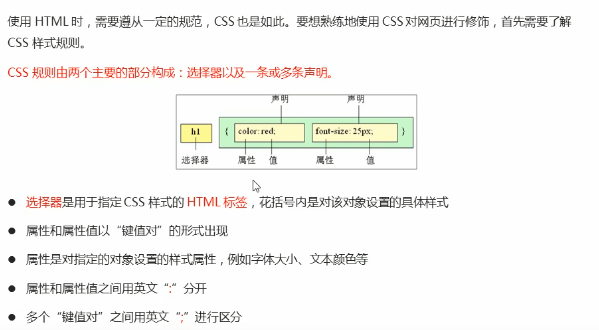 使用 HTML 时，需要遵从一定的规范，CSS 也是如此。要想熟练地使用 CSS 对网页进行修饰，首先需要了解
CSS 样式规则。
CSS 规则由两个主要的部分构成：选择器以及一条或多条声明。
声明 声明
h1 { color: red; font-size: 25px; }
选择器 属性 值 属性 值
● 选择器是用于指定 CSS 样式的 HTML 标签，花括号内是对该对象设置的具体样式
● 属性和属性值以“键值对”的形式出现
● 属性是对指定的对象设置的样式属性，例如字体大小、文本颜色等
● 属性和属性值之间用英文“:”分开
● 多个“键值对”之间用英文“;”进行区分